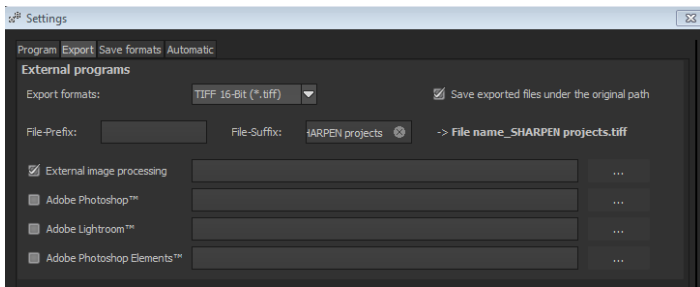 Settings
Program Export Save formats Automatic
External programs
Export formats: TIFF 16-Bit (*.tiff) Save exported files under the original path
File-Prefix: File-Suffix: HARPEN projects -> File name_SHARPEN projects.tiff
External image processing ...
Adobe Photoshop™ ...
Adobe Lightroom™ ...
Adobe Photoshop Elements™ ...